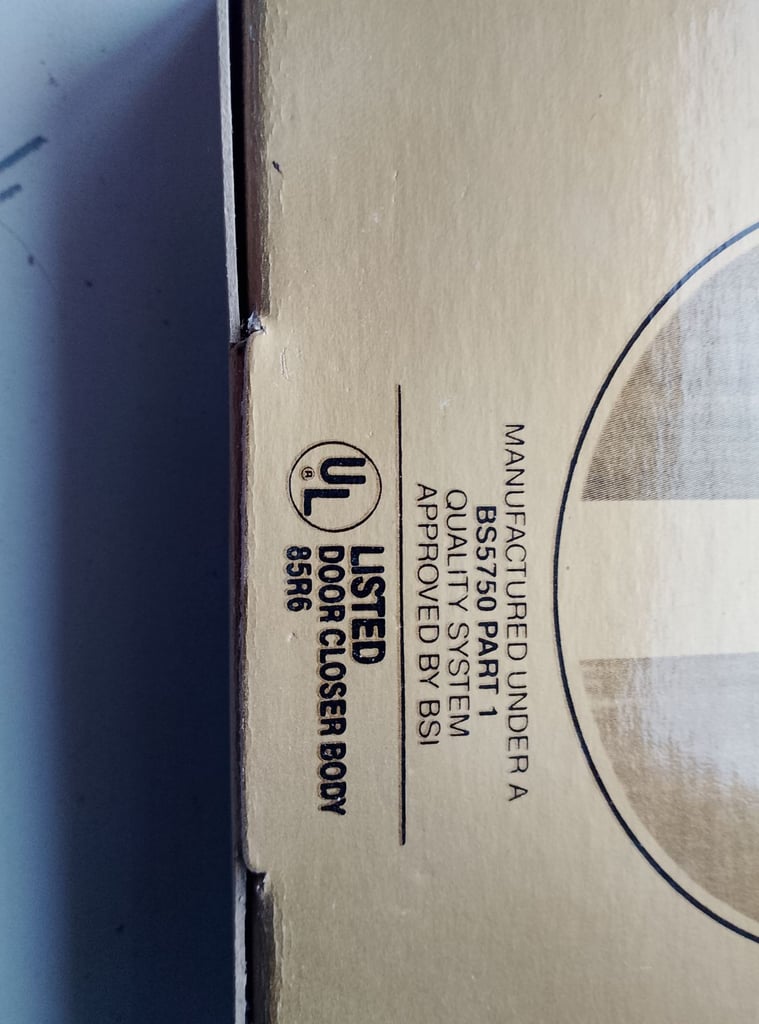 MANUFACTURED UNDER A
BS5750 PART 1
QUALITY SYSTEM
APPROVED BY BSI
UL ®
LISTED
DOOR CLOSER BODY
85R6